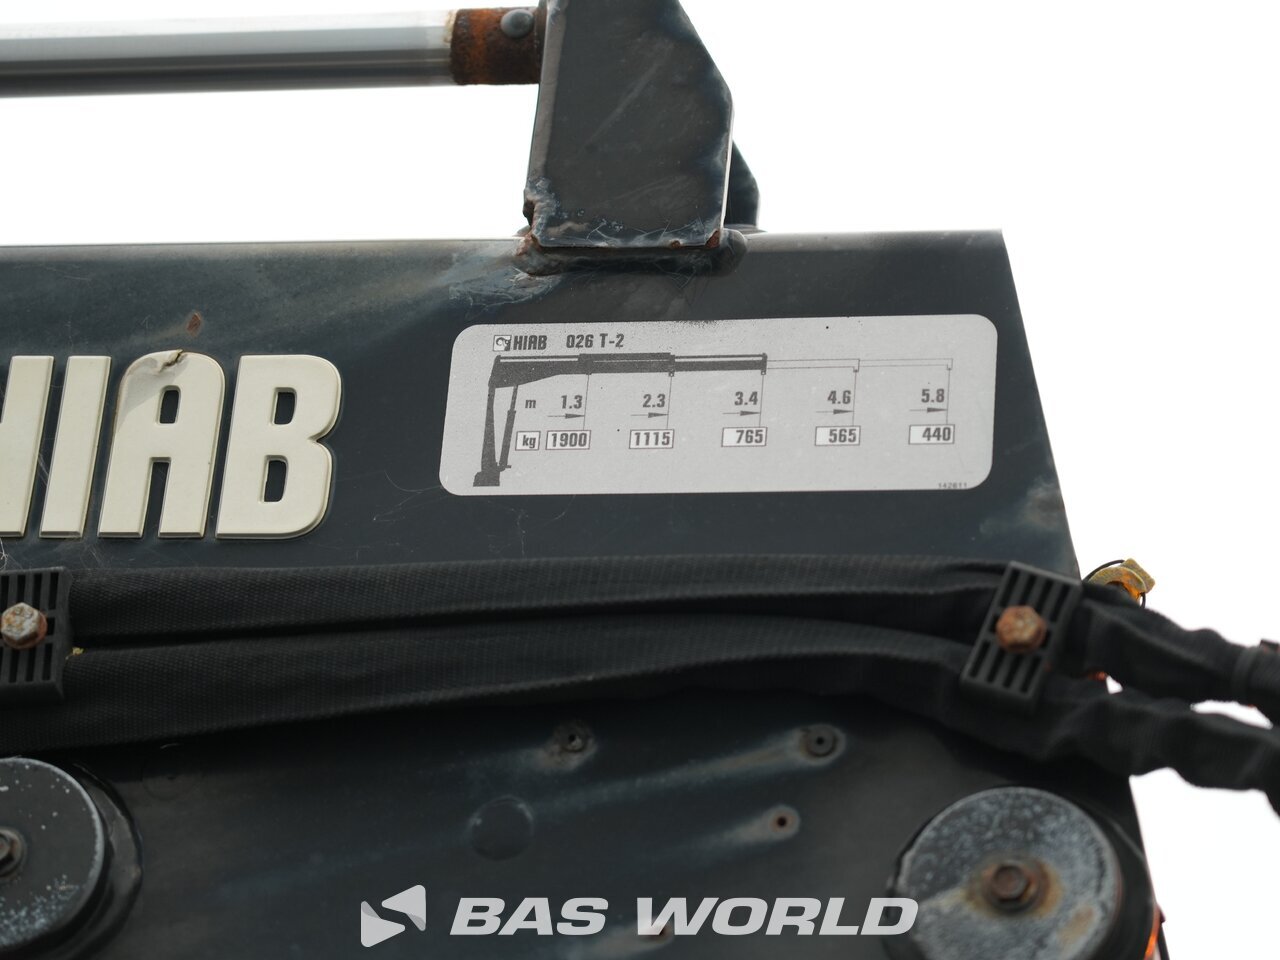 HIAB 026 T-2
m 1.3 2.3 3.4 4.6 5.8
kg 1900 1115 765 565 440
142611
HIAB
BAS WORLD